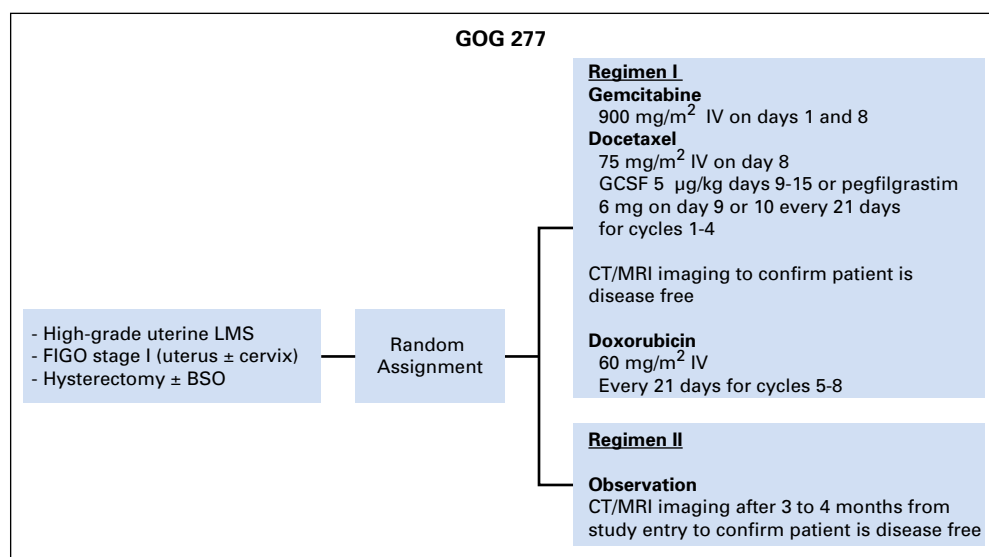 GOG 277
- High-grade uterine LMS
- FIGO stage I (uterus ± cervix)
- Hysterectomy ± BSO
Random
Assignment
Regimen I
Gemcitabine
900 mg/m2 IV on days 1 and 8
Docetaxel
75 mg/m2 IV on day 8
GCSF 5 µg/kg days 9-15 or pegfilgrastim
6 mg on day 9 or 10 every 21 days
for cycles 1-4
CT/MRI imaging to confirm patient is
disease free
Doxorubicin
60 mg/m2 IV
Every 21 days for cycles 5-8
Regimen II
Observation
CT/MRI imaging after 3 to 4 months from
study entry to confirm patient is disease free